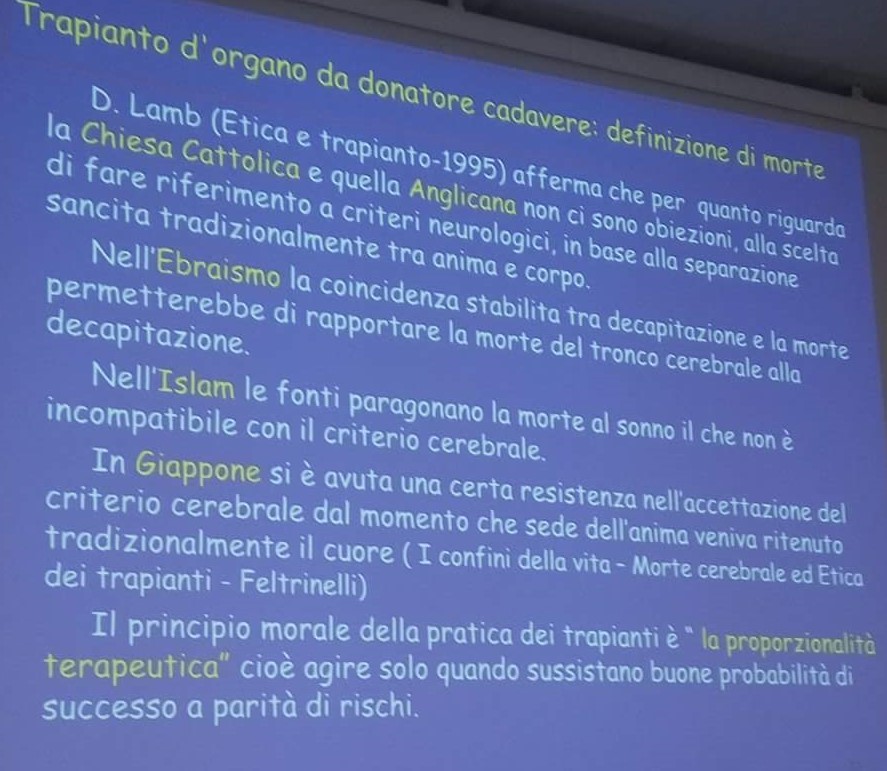 Trapianto d'organo da donatore cadavere: definizione di morte
D. Lamb (Etica e trapianto-1995) afferma che per quanto riguarda
la Chiesa Cattolica e quella Anglicana non ci sono obiezioni, alla scelta
di fare riferimento a criteri neurologici, in base alla separazione
sancita tradizionalmente tra anima e corpo.
Nell'Ebraismo la coincidenza stabilita tra decapitazione e la morte
permetterebbe di rapportare la morte del tronco cerebrale alla
decapitazione.
Nell'Islam le fonti paragonano la morte al sonno il che non è
incompatibile con il criterio cerebrale.
In Giappone si è avuta una certa resistenza nell'accettazione del
criterio cerebrale dal momento che sede dell'anima veniva ritenuto
tradizionalmente il cuore ( I confini della vita - Morte cerebrale ed Etica
dei trapianti - Feltrinelli)
Il principio morale della pratica dei trapianti è " la proporzionalità
terapeutica" cioè agire solo quando sussistano buone probabilità di
successo a parità di rischi.